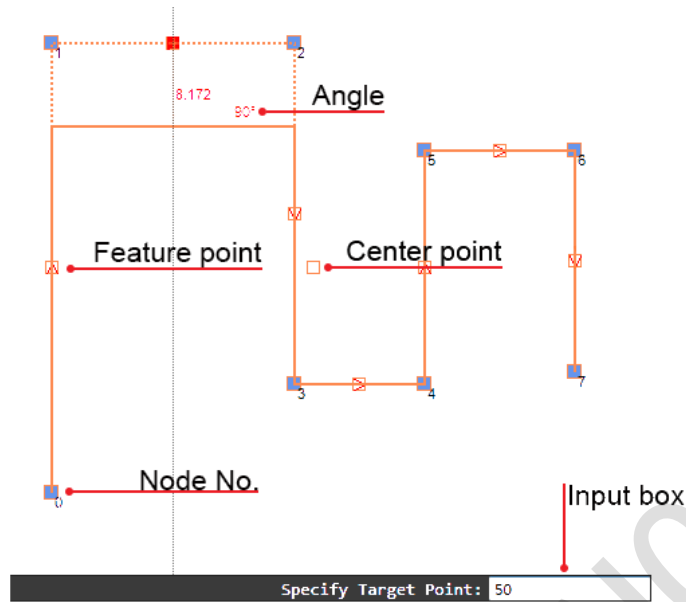 1
2
8.172
90°
Angle
5
6
Feature point
Center point
3
4
7
Node No.
0
Input box
Specify Target Point: 50